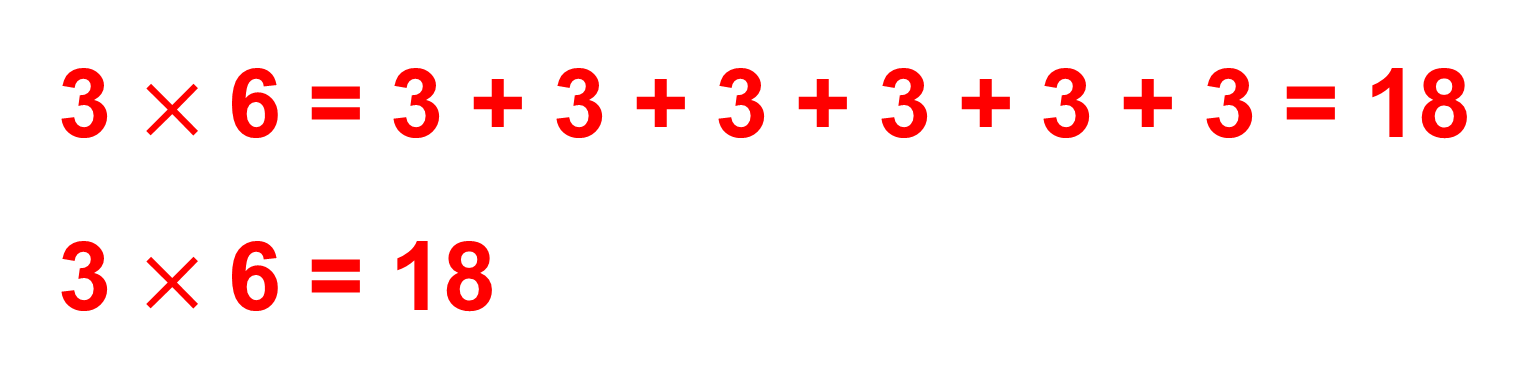 3 × 6 = 3 + 3 + 3 + 3 + 3 + 3 = 18
3 × 6 = 18